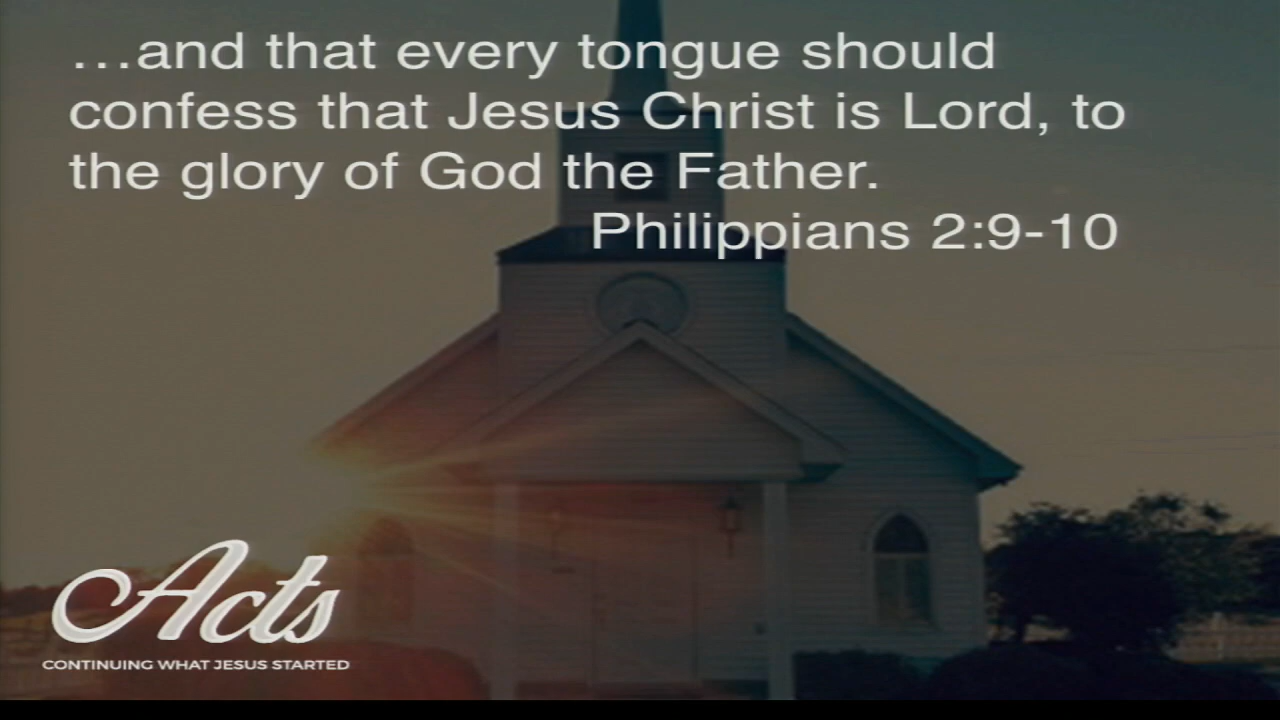 …and that every tongue should
confess that Jesus Christ is Lord, to
the glory of God the Father.
Philippians 2:9-10
Acts
CONTINUING WHAT JESUS STARTED